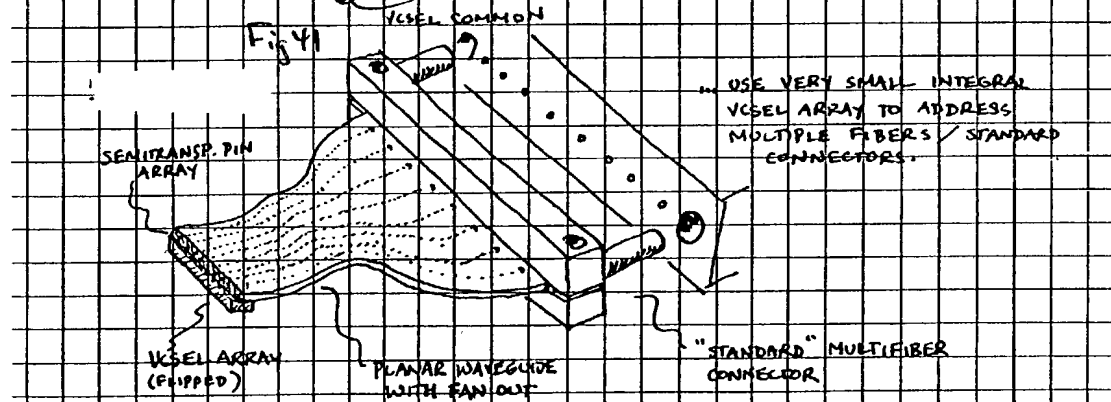 VCSEL COMMON
Fig 41
... USE VERY SMALL INTEGRAL
VCSEL ARRAY TO ADDRESS
MULTIPLE FIBERS / STANDARD
CONNECTORS.
SEMITRANSP. PIN
ARRAY
VCSEL ARRAY
(FLIPPED)
PLANAR WAVEGUIDE
WITH FAN OUT
"STANDARD" MULTIFIBER
CONNECTOR